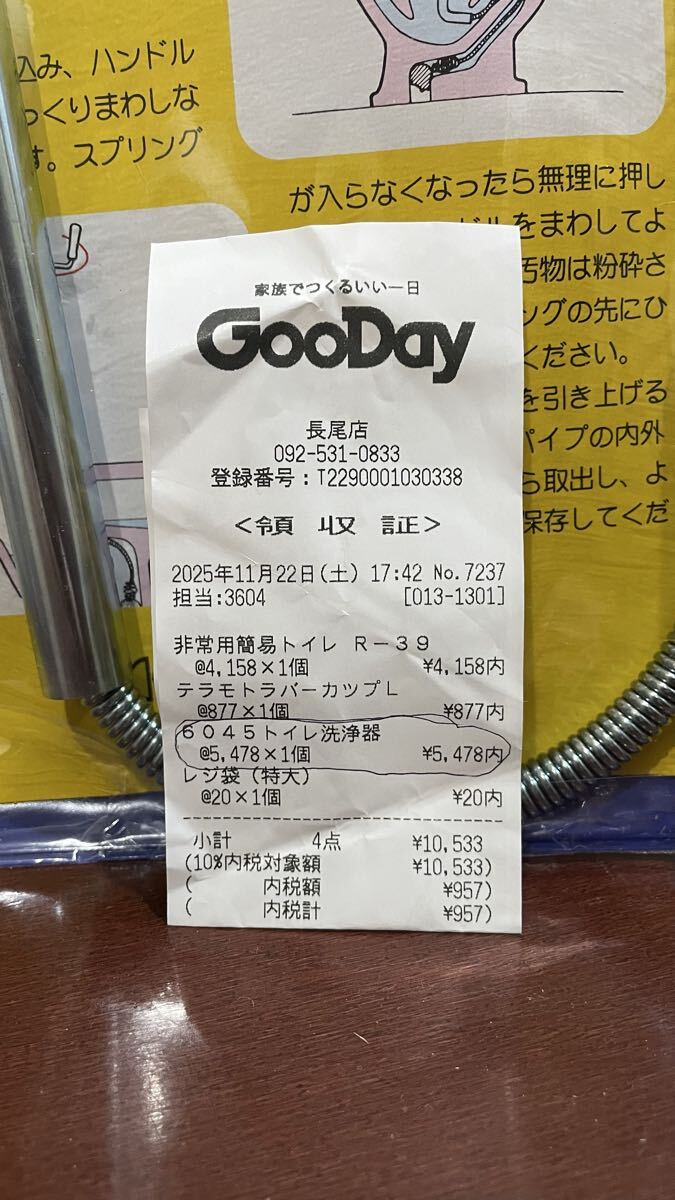 込み、ハンドル
っくりまわしな
す。スプリング
が入らなくなったら無理に押し
ドルをまわしてよ
汚物は粉砕さ
ングの先にひ
ください。
を引き上げる
パイプの内外
ら取出し、よ
保存してくだ
家族でつくるいい一日
GooDay
長尾店
092-531-0833
登録番号：T2290001030338
＜領 収 証＞
2025年11月22日(土) 17:42 No.7237
担当:3604 [013-1301]
非常用簡易トイレ Ｒ－３９
@4,158×1個 ¥4,158内
テラモトラバーカップＬ
@877×1個 ¥877内
６０４５トイレ洗浄器
@5,478×1個 ¥5,478内
レジ袋（特大）
@20×1個 ¥20内
小計 4点 ¥10,533
(10%内税対象額 ¥10,533)
( 内税額 ¥957)
( 内税計 ¥957)